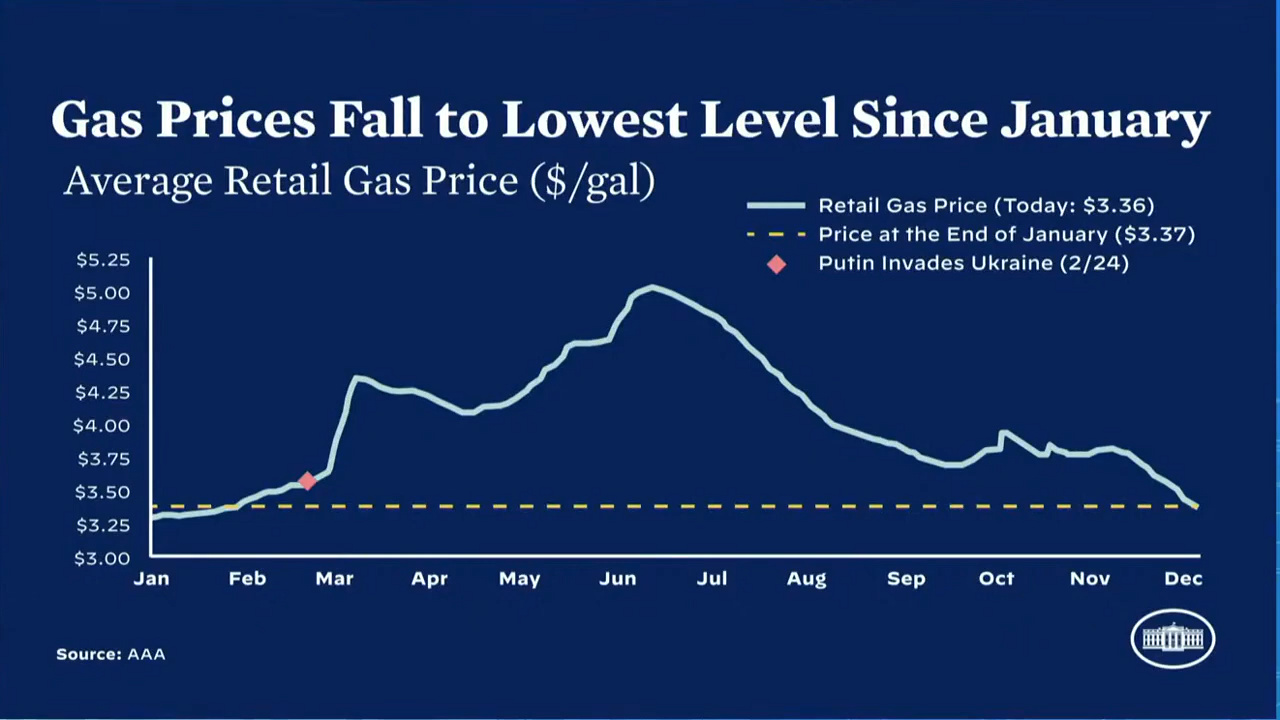 Gas Prices Fall to Lowest Level Since January
Average Retail Gas Price ($/gal)
Retail Gas Price (Today: $3.36)
Price at the End of January ($3.37)
Putin Invades Ukraine (2/24)
$5.25
$5.00
$4.75
$4.50
$4.25
$4.00
$3.75
$3.50
$3.25
$3.00
Jan Feb Mar Apr May Jun Jul Aug Sep Oct Nov Dec
Source: AAA